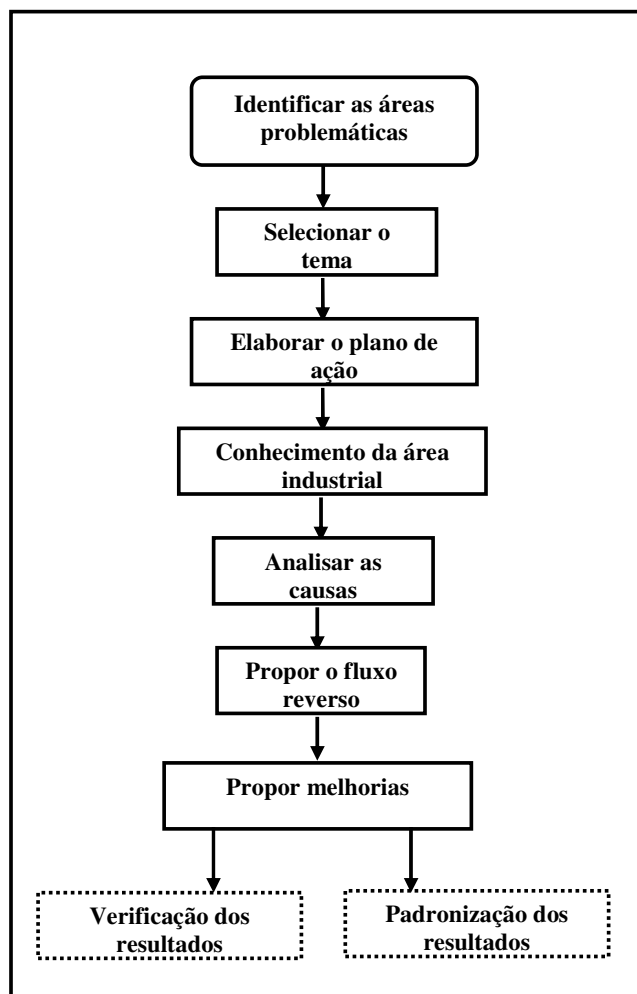 Identificar as áreas
problemáticas
Selecionar o
tema
Elaborar o plano de
ação
Conhecimento da área
industrial
Analisar as
causas
Propor o fluxo
reverso
Propor melhorias
Verificação dos
resultados
Padronização dos
resultados